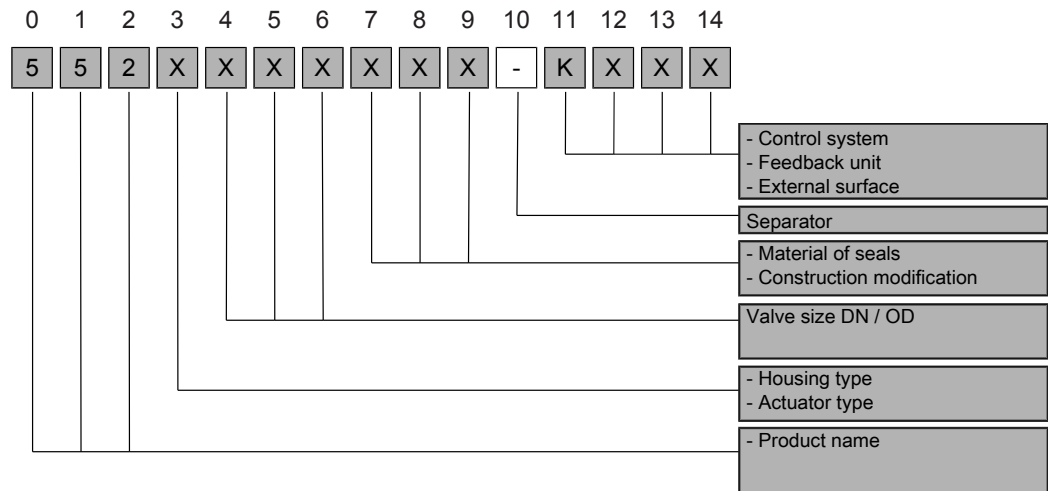 0 1 2 3 4 5 6 7 8 9 10 11 12 13 14
5 5 2 X X X X X X X - K X X X
- Control system
- Feedback unit
- External surface
Separator
- Material of seals
- Construction modification
Valve size DN / OD
- Housing type
- Actuator type
- Product name